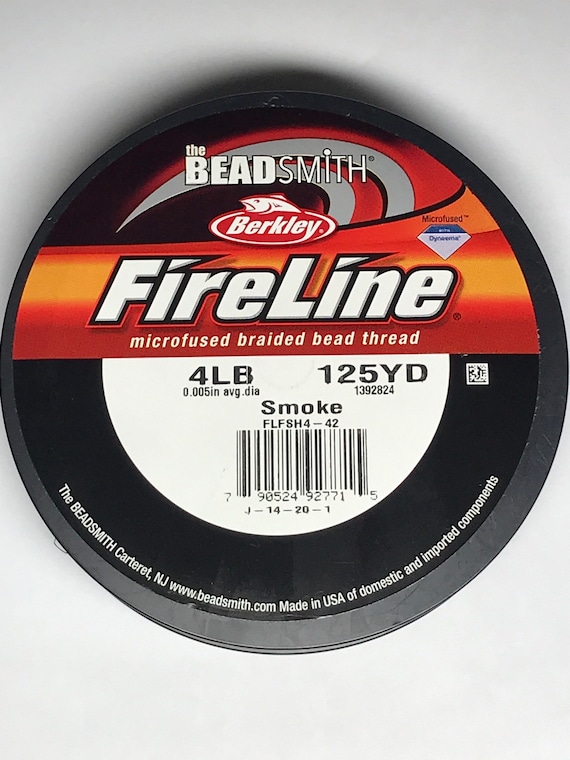 the
BEADSMITH®
Berkley®
Microfused™
WITH
Dyneema®
FireLine®
microfused braided bead thread
4LB 125YD
0.005in avg.dia 1392824
Smoke
FLFSH4-42
7 90524 92771 5
J-14-20-1
The BEADSMITH Carteret, NJ www.beadsmith.com Made in USA of domestic and imported components